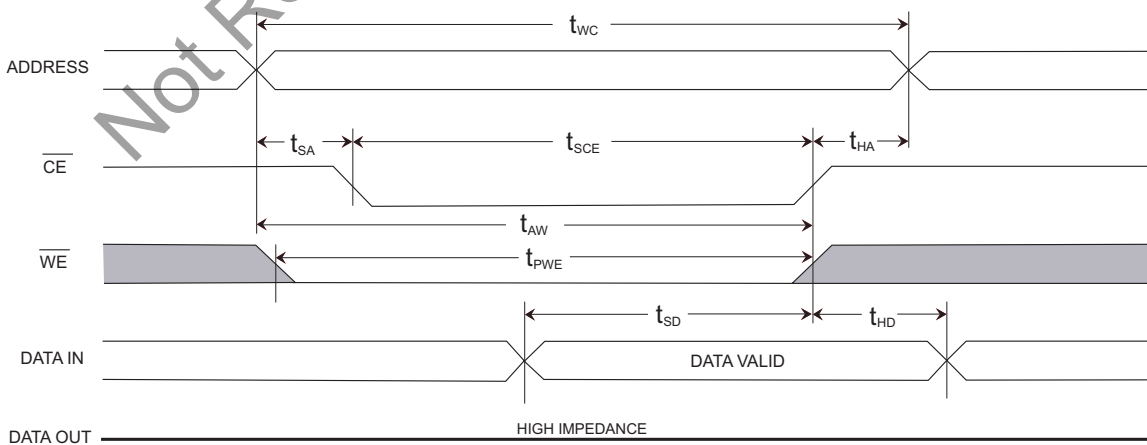 Not R
tWC
ADDRESS
tSA
tSCE
tHA
CE
tAW
WE
tPWE
tSD
tHD
DATA IN
DATA VALID
HIGH IMPEDANCE
DATA OUT